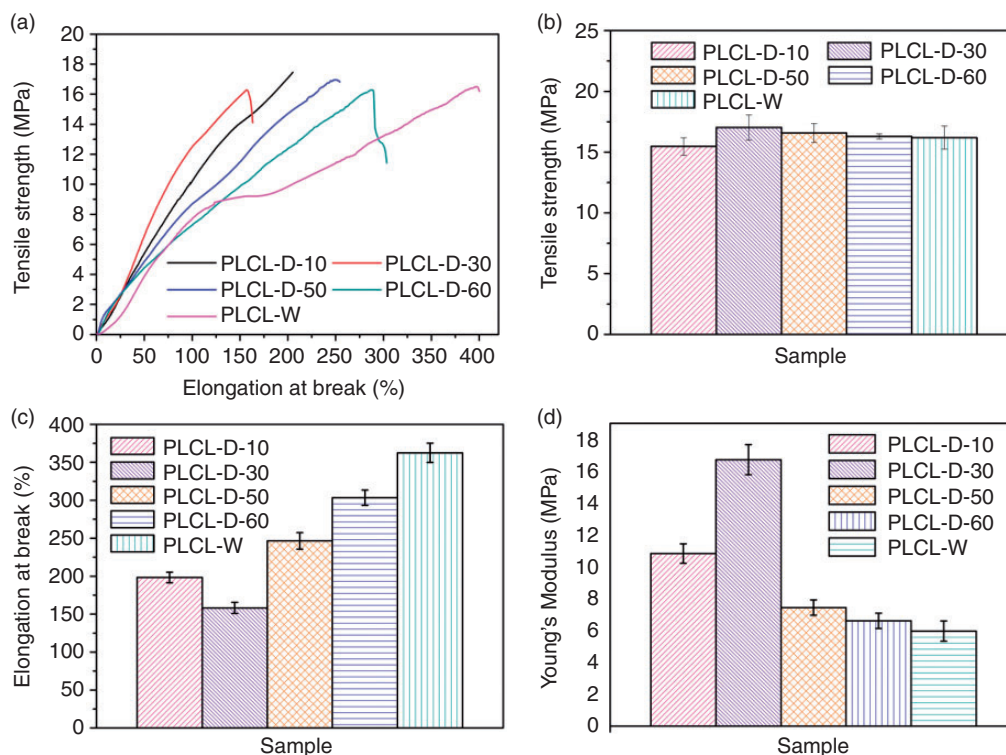 (a)
20
18
16
14
12
10
8
6
4
2
0
Tensile strength (MPa)
PLCL-D-10 PLCL-D-30
PLCL-D-50 PLCL-D-60
PLCL-W
0 50 100 150 200 250 300 350 400
Elongation at break (%)
(b)
25
20
15
10
5
0
Tensile strength (MPa)
PLCL-D-10 PLCL-D-30
PLCL-D-50 PLCL-D-60
PLCL-W
Sample
(c)
400
350
300
250
200
150
100
50
0
Elongation at break (%)
PLCL-D-10
PLCL-D-30
PLCL-D-50
PLCL-D-60
PLCL-W
Sample
(d)
18
16
14
12
10
8
6
4
2
0
Young's Modulus (MPa)
PLCL-D-10
PLCL-D-30
PLCL-D-50
PLCL-D-60
PLCL-W
Sample